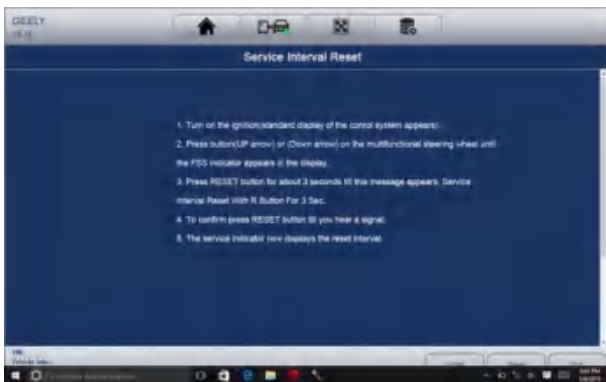 GEELY
Service Interval Reset
1. Turn on the ignition(standard display of the conrol system appears).
2. Press button(UP arrow) or (Down arrow) on the multifunctional steering wheel until
the FSS indicator appears in the display.
3. Press RESET button for about 3 seconds till this message appears. Service
Interval Reset With R Button For 3 Sec.
4. To confirm press RESET button till you hear a signal.
5. The service indicator now displays the reset interval.